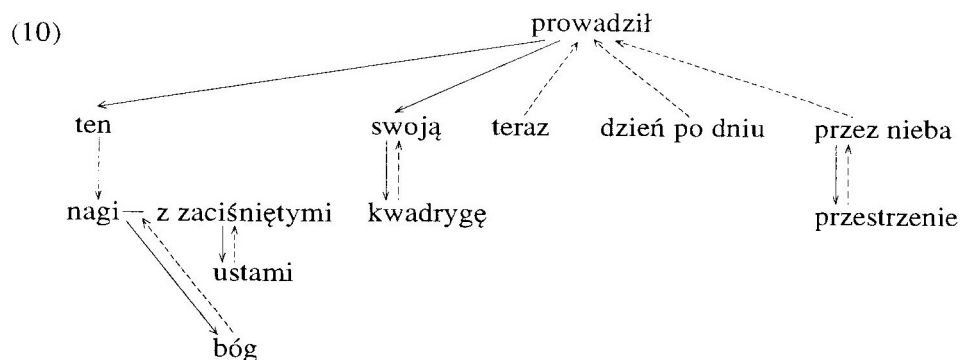 (10) prowadził
ten swoją teraz dzień po dniu przez nieba
nagi — z zaciśniętymi kwadrygę przestrzenie
ustami
bóg